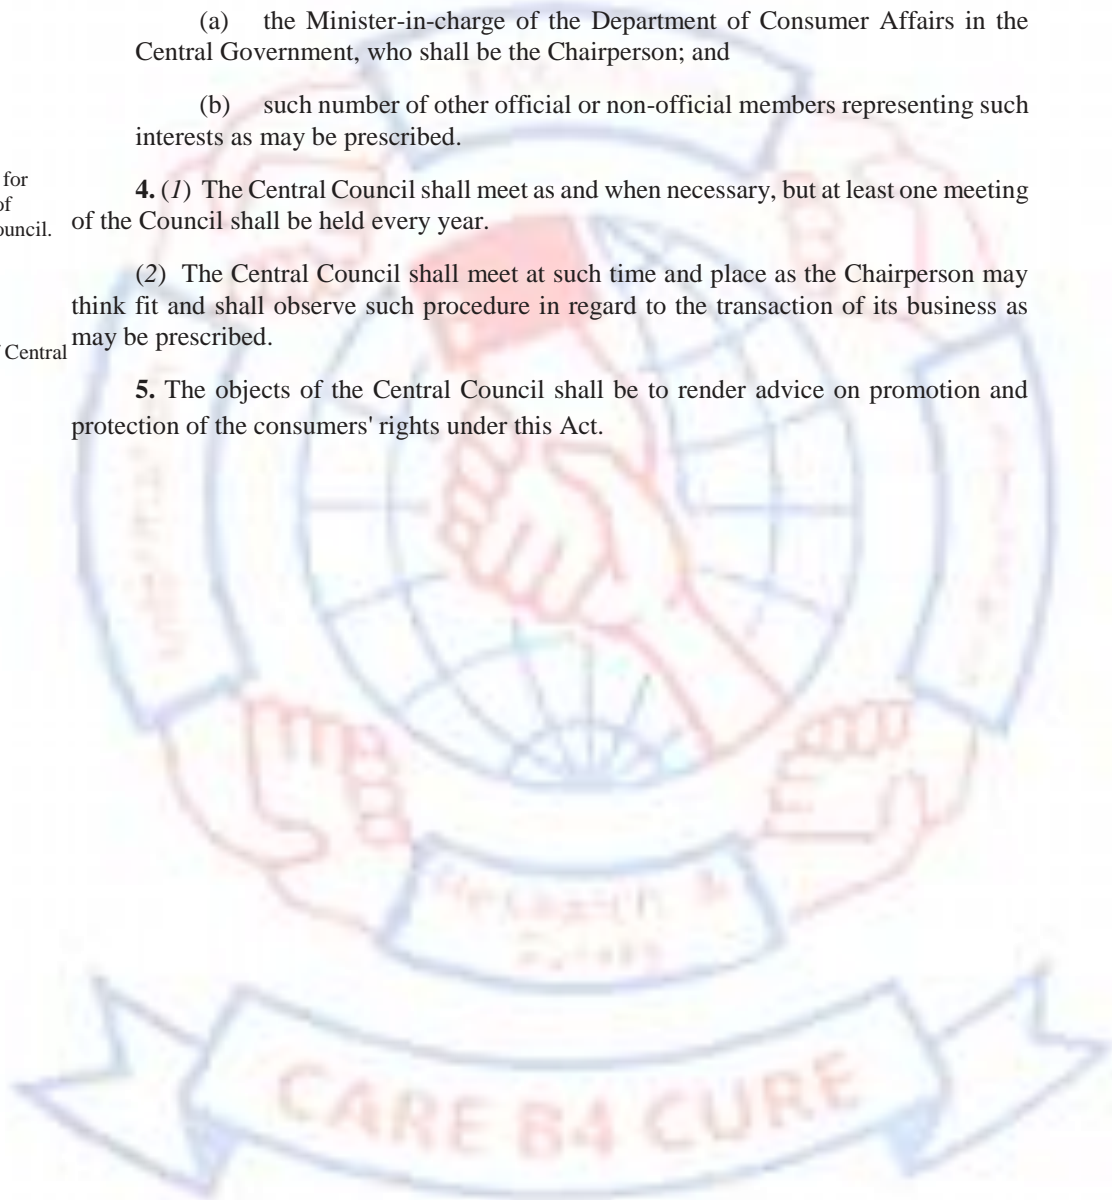 (a) the Minister-in-charge of the Department of Consumer Affairs in the
Central Government, who shall be the Chairperson; and
(b) such number of other official or non-official members representing such
interests as may be prescribed.
for
of
ouncil.
4. (1) The Central Council shall meet as and when necessary, but at least one meeting
of the Council shall be held every year.
(2) The Central Council shall meet at such time and place as the Chairperson may
think fit and shall observe such procedure in regard to the transaction of its business as
may be prescribed.
Central
5. The objects of the Central Council shall be to render advice on promotion and
protection of the consumers' rights under this Act.
Research &
CARE B4 CURE